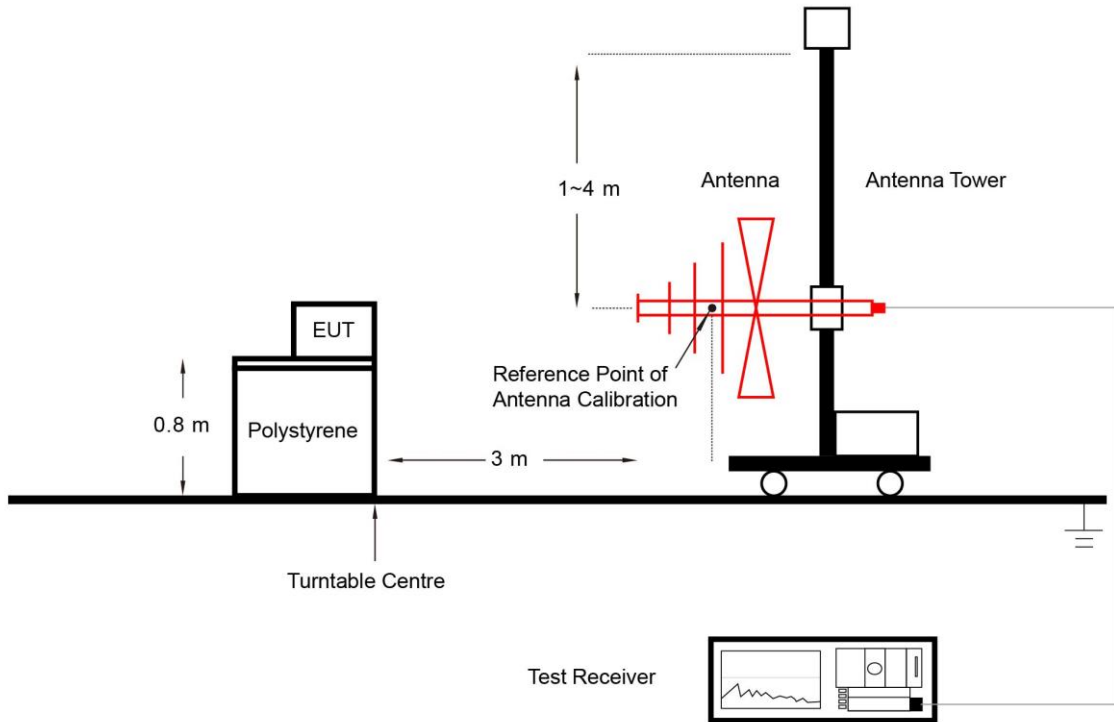 1~4 m
Antenna
Antenna Tower
EUT
Reference Point of
Antenna Calibration
0.8 m
Polystyrene
3 m
Turntable Centre
Test Receiver